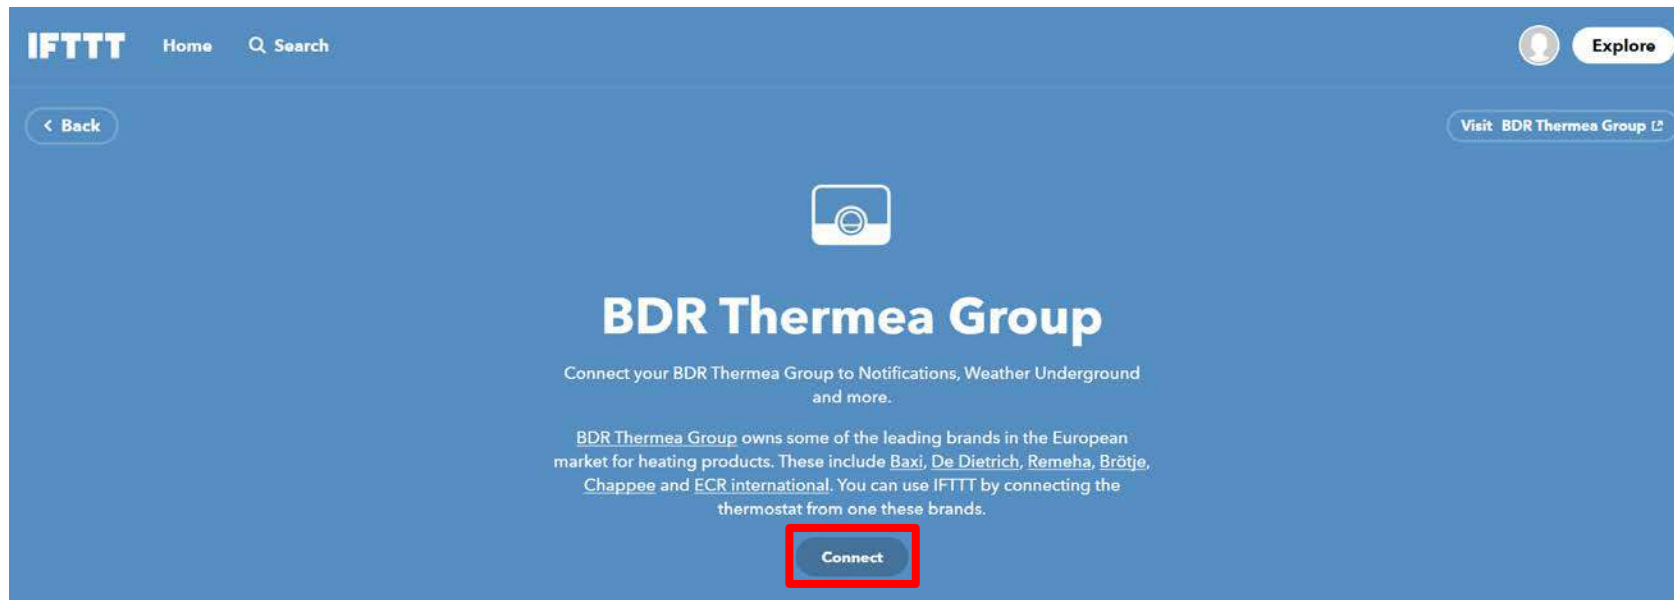 IFTTT Home Search Explore
Back Visit BDR Thermea Group
BDR Thermea Group
Connect your BDR Thermea Group to Notifications, Weather Underground
and more.
BDR Thermea Group owns some of the leading brands in the European
market for heating products. These include Baxi, De Dietrich, Remeha, Brötje,
Chappee and ECR international. You can use IFTTT by connecting the
thermostat from one these brands.
Connect